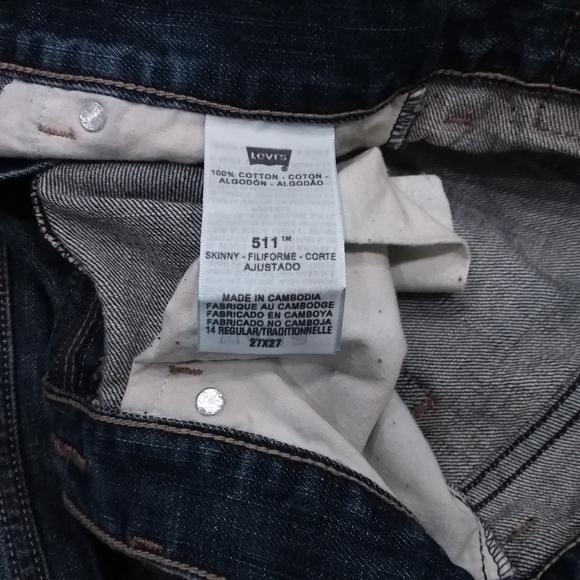 Levi's
100% COTTON - COTON -
ALGODÓN - ALGODÃO
511™
SKINNY - FILIFORME - CORTE
AJUSTADO
MADE IN CAMBODIA
FABRIQUE AU CAMBODGE
FABRICADO EN CAMBOYA
FABRICADO NO CAMBOJA
14 REGULAR/TRADITIONNELLE
27X27